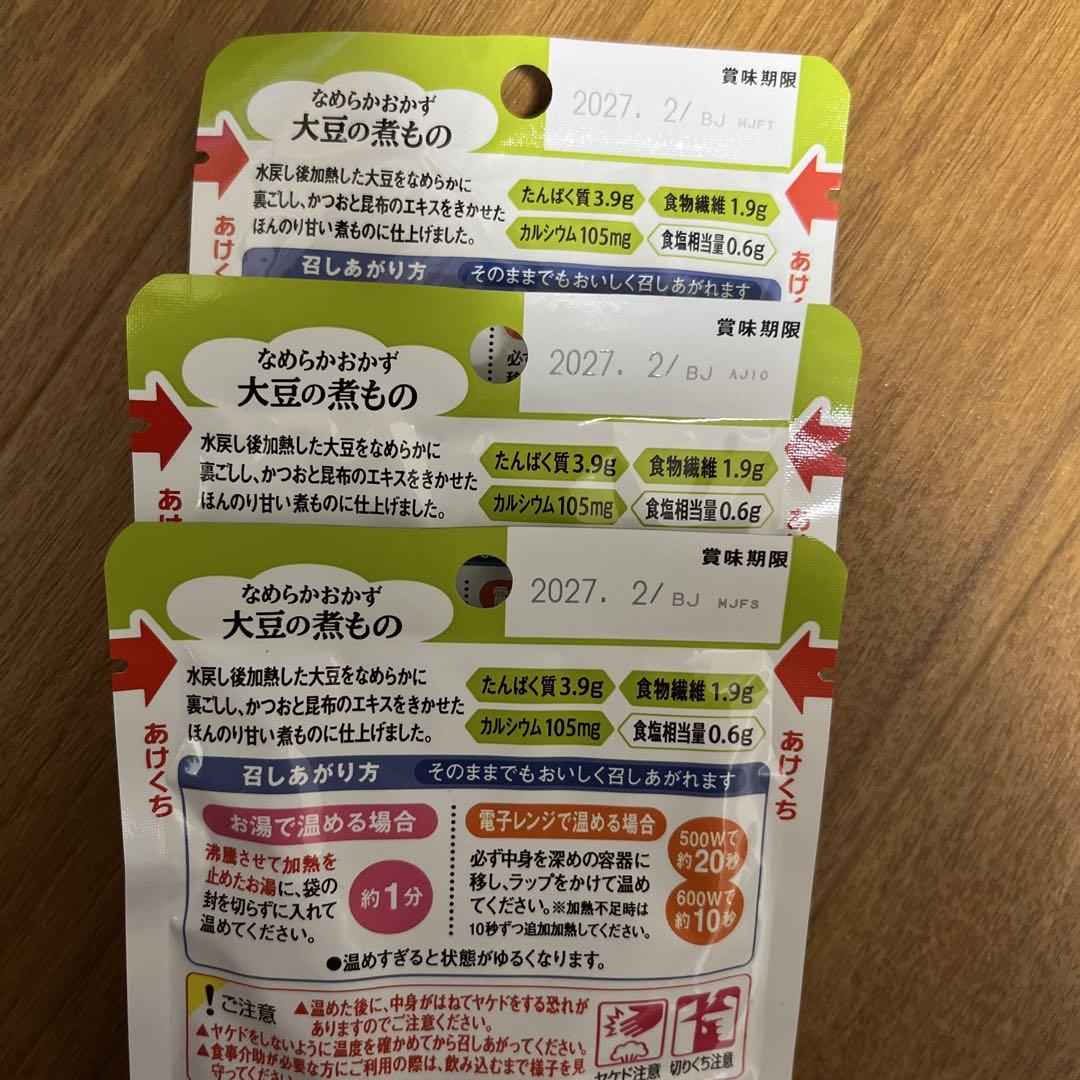 賞味期限
2027. 2/ BJ MJFT
なめらかおかず
大豆の煮もの
水戻し後加熱した大豆をなめらかに
裏ごしし、かつおと昆布のエキスをきかせた
ほんのり甘い煮ものに仕上げました。
たんぱく質3.9g 食物繊維1.9g
カルシウム105mg 食塩相当量0.6g
あけく
あけく
召しあがり方 そのままでもおいしく召しあがれます
賞味期限
2027. 2/ BJ AJ10
なめらかおかず
大豆の煮もの
水戻し後加熱した大豆をなめらかに
裏ごしし、かつおと昆布のエキスをきかせた
ほんのり甘い煮ものに仕上げました。
たんぱく質3.9g 食物繊維1.9g
カルシウム105mg 食塩相当量0.6g
あけ
あ
賞味期限
2027. 2/ BJ MJFS
なめらかおかず
大豆の煮もの
水戻し後加熱した大豆をなめらかに
裏ごしし、かつおと昆布のエキスをきかせた
ほんのり甘い煮ものに仕上げました。
たんぱく質3.9g 食物繊維1.9g
カルシウム105mg 食塩相当量0.6g
あけくち
あけくち
召しあがり方 そのままでもおいしく召しあがれます
お湯で温める場合
沸騰させて加熱を
止めたお湯に、袋の
封を切らずに入れて
温めてください。
約1分
電子レンジで温める場合
必ず中身を深めの容器に
移し、ラップをかけて温め
てください。※加熱不足時は
10秒ずつ追加加熱してください。
500Wで
約20秒
600Wで
約10秒
●温めすぎると状態がゆるくなります。
!ご注意
▲温めた後に、中身がはねてヤケドをする恐れが
ありますのでご注意ください。
▲ヤケドをしないように温度を確かめてから召しあがってください。
▲食事介助が必要な方にご利用の際は、飲み込むまで様子を見
守ってくださ
ヤケド注意 切りくち注意